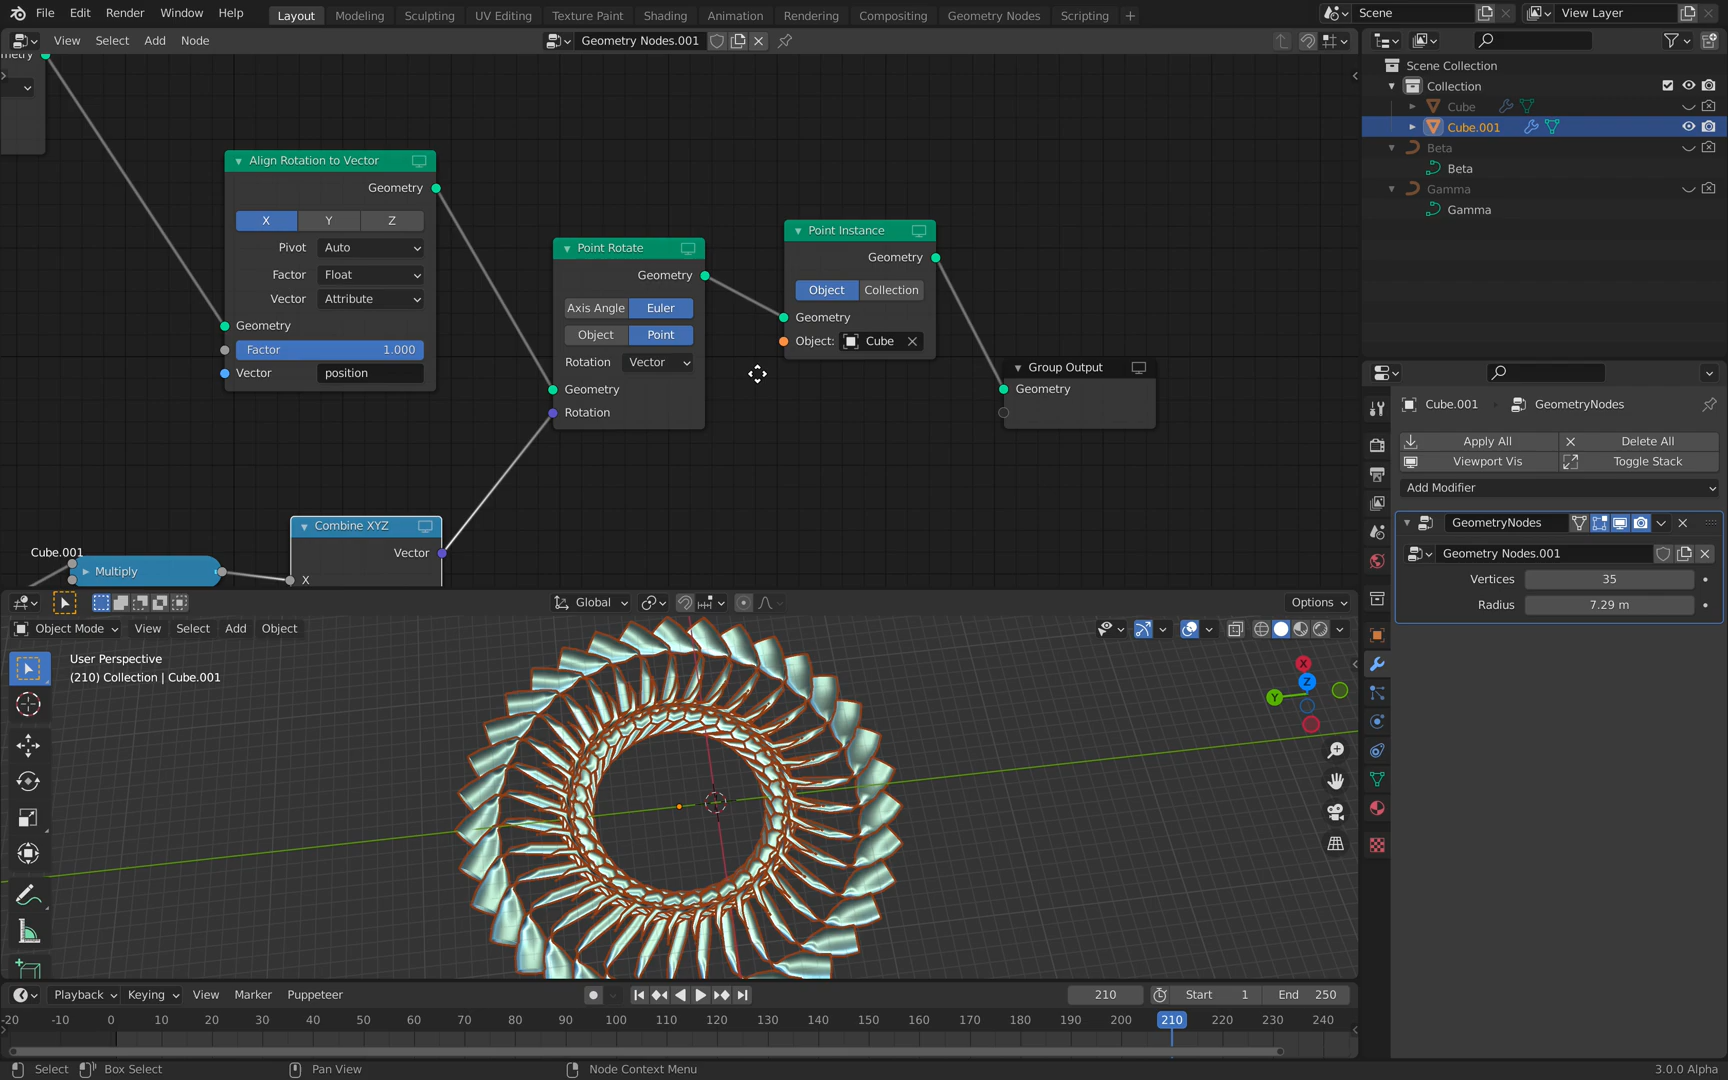 File Edit Render Window Help Layout Modeling Sculpting UV Editing Texture Paint Shading Animation Rendering Compositing Geometry Nodes Scripting + Scene View Layer
View Select Add Node Geometry Nodes.001
Align Rotation to Vector
Geometry
X Y Z
Pivot Auto
Factor Float
Vector Attribute
Geometry
Factor 1.000
Vector position
Point Rotate
Geometry
Axis Angle Euler
Object Point
Rotation Vector
Geometry
Rotation
Point Instance
Geometry
Object Collection
Geometry
Object: Cube
Group Output
Geometry
Combine XYZ
Vector
X
Cube.001
Multiply
Scene Collection
Collection
Cube
Cube.001
Beta
Beta
Gamma
Gamma
Cube.001 GeometryNodes
Apply All Delete All
Viewport Vis Toggle Stack
Add Modifier
GeometryNodes
Geometry Nodes.001
Vertices 35
Radius 7.29 m
Global Options
Object Mode View Select Add Object
User Perspective
(210) Collection | Cube.001
X
Y
Z
Playback Keying View Marker Puppeteer 210 Start 1 End 250
-20 -10 0 10 20 30 40 50 60 70 80 90 100 110 120 130 140 150 160 170 180 190 200 210 220 230 240
Select Box Select Pan View Node Context Menu 3.0.0 Alpha